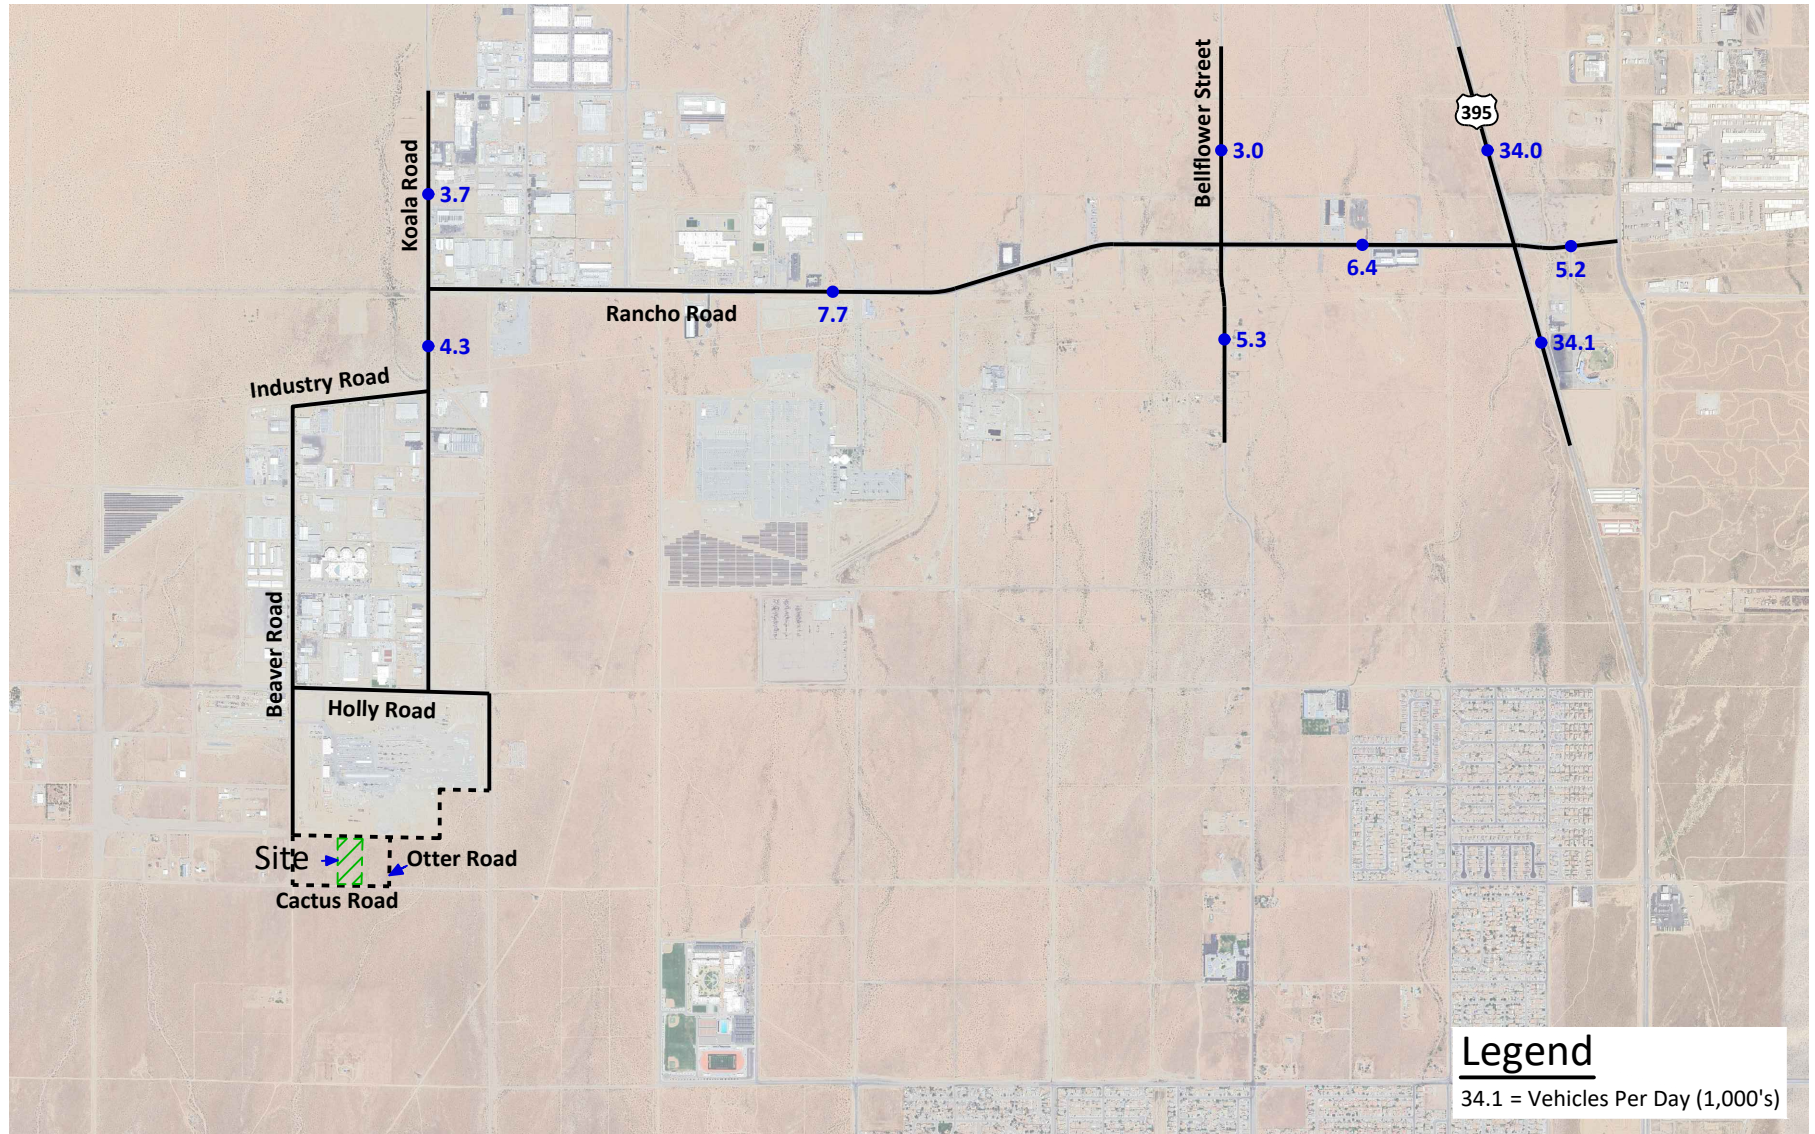 Bellflower Street
395
3.0
34.0
Koala Road
3.7
6.4
5.2
Rancho Road
7.7
4.3
5.3
34.1
Industry Road
Beaver Road
Holly Road
Site
Otter Road
Cactus Road
Legend
34.1 = Vehicles Per Day (1,000's)